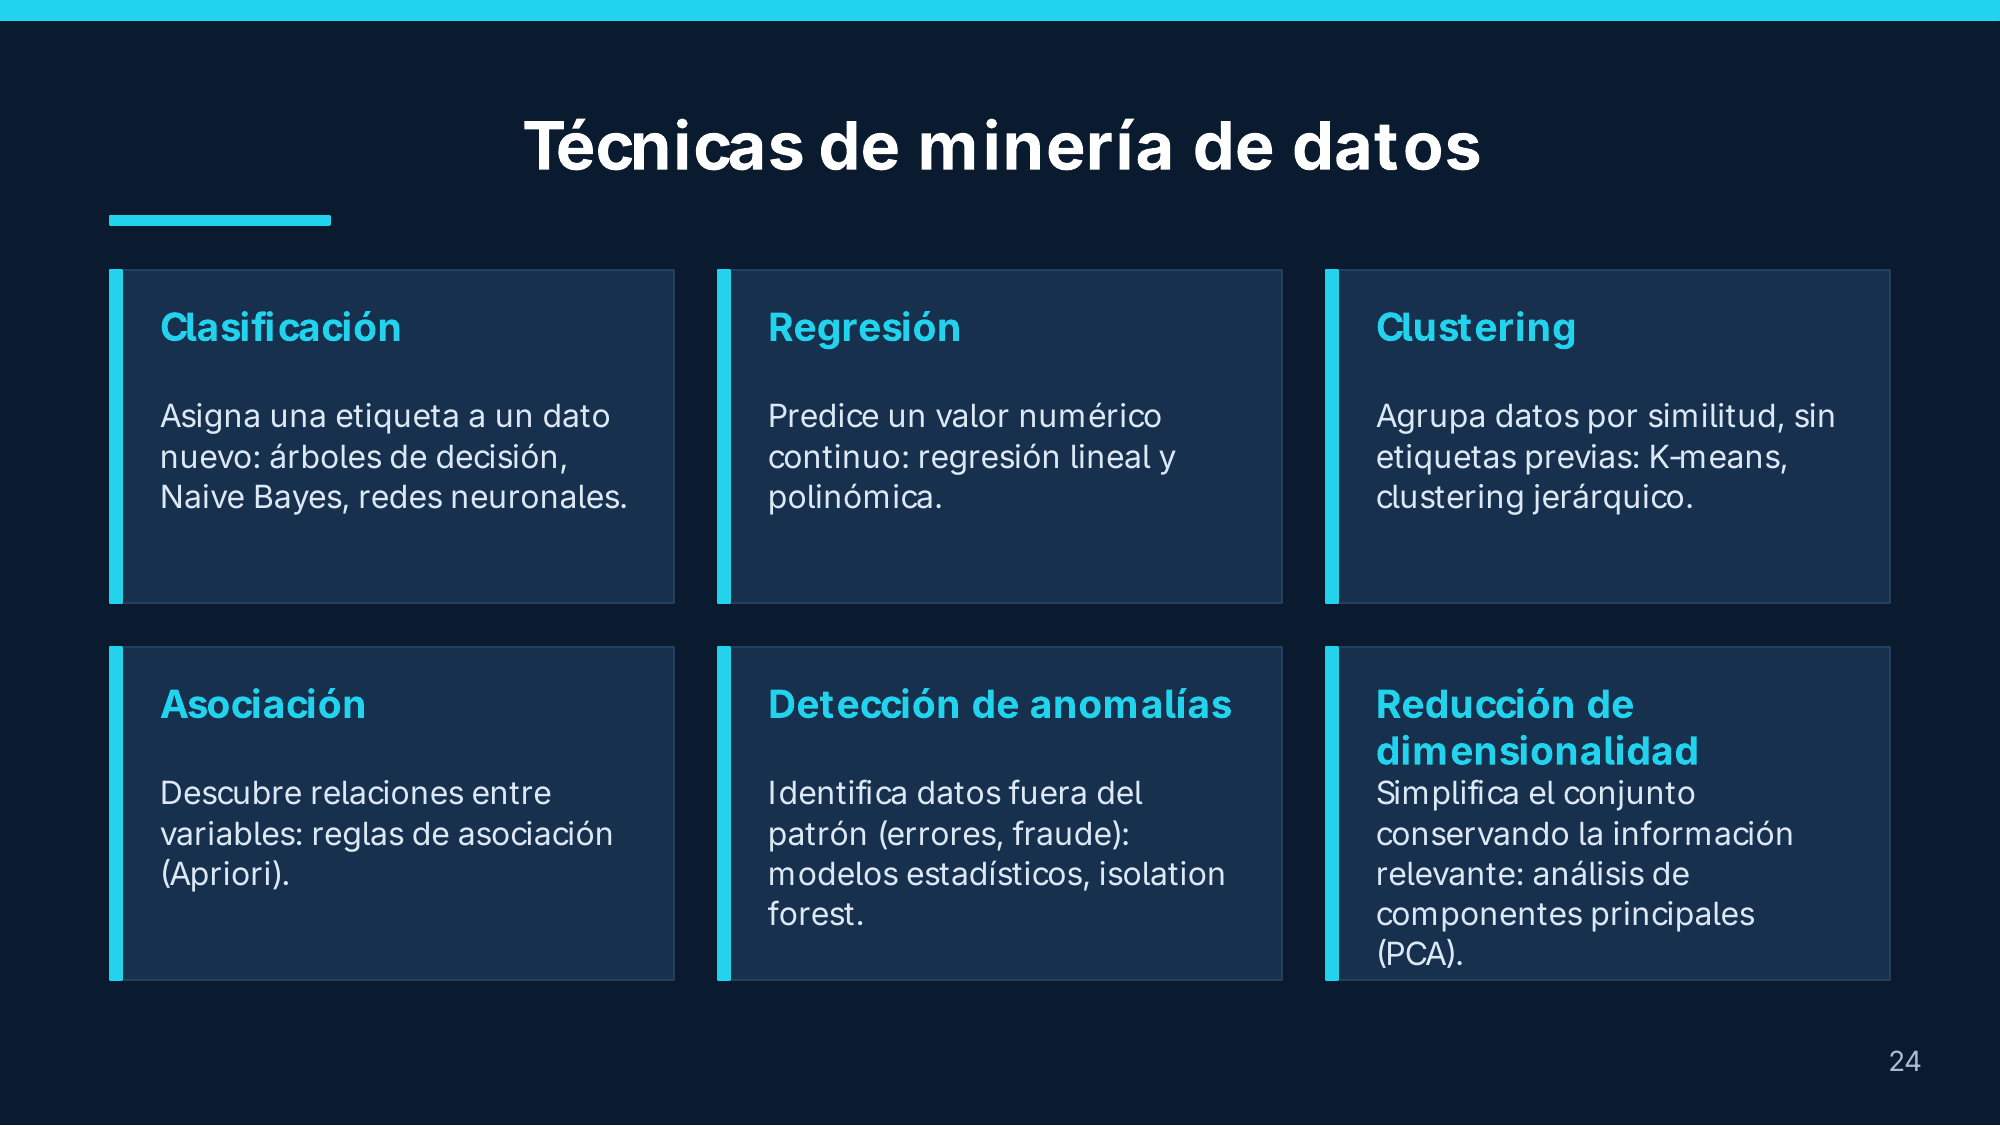 Técnicas de minería de datos
Clasificación
Asigna una etiqueta a un dato
nuevo: árboles de decisión,
Naive Bayes, redes neuronales.
Regresión
Predice un valor numérico
continuo: regresión lineal y
polinómica.
Clustering
Agrupa datos por similitud, sin
etiquetas previas: K-means,
clustering jerárquico.
Asociación
Descubre relaciones entre
variables: reglas de asociación
(Apriori).
Detección de anomalías
Identifica datos fuera del
patrón (errores, fraude):
modelos estadísticos, isolation
forest.
Reducción de
dimensionalidad
Simplifica el conjunto
conservando la información
relevante: análisis de
componentes principales
(PCA).
24